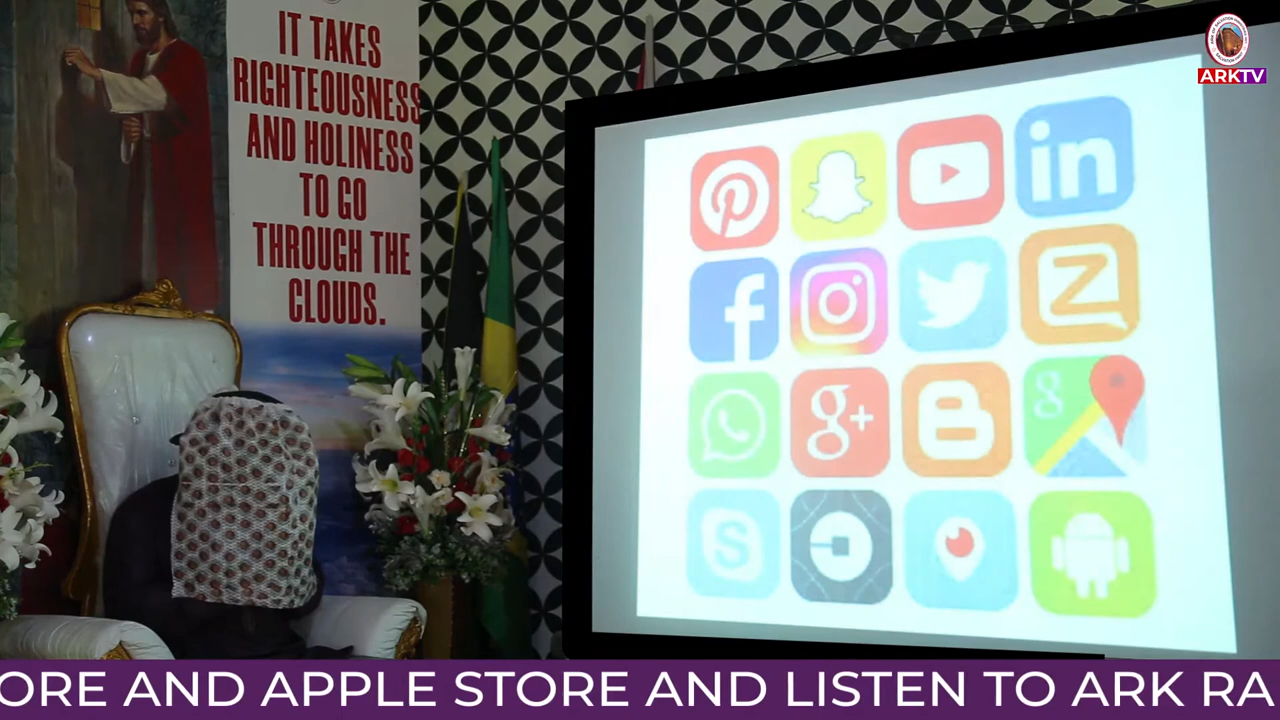 IT TAKES
RIGHTEOUSNESS
AND HOLINESS
TO GO
THROUGH THE
CLOUDS.
in
f
Z
g+
B
g
S
ARKTV
ORE AND APPLE STORE AND LISTEN TO ARK RA